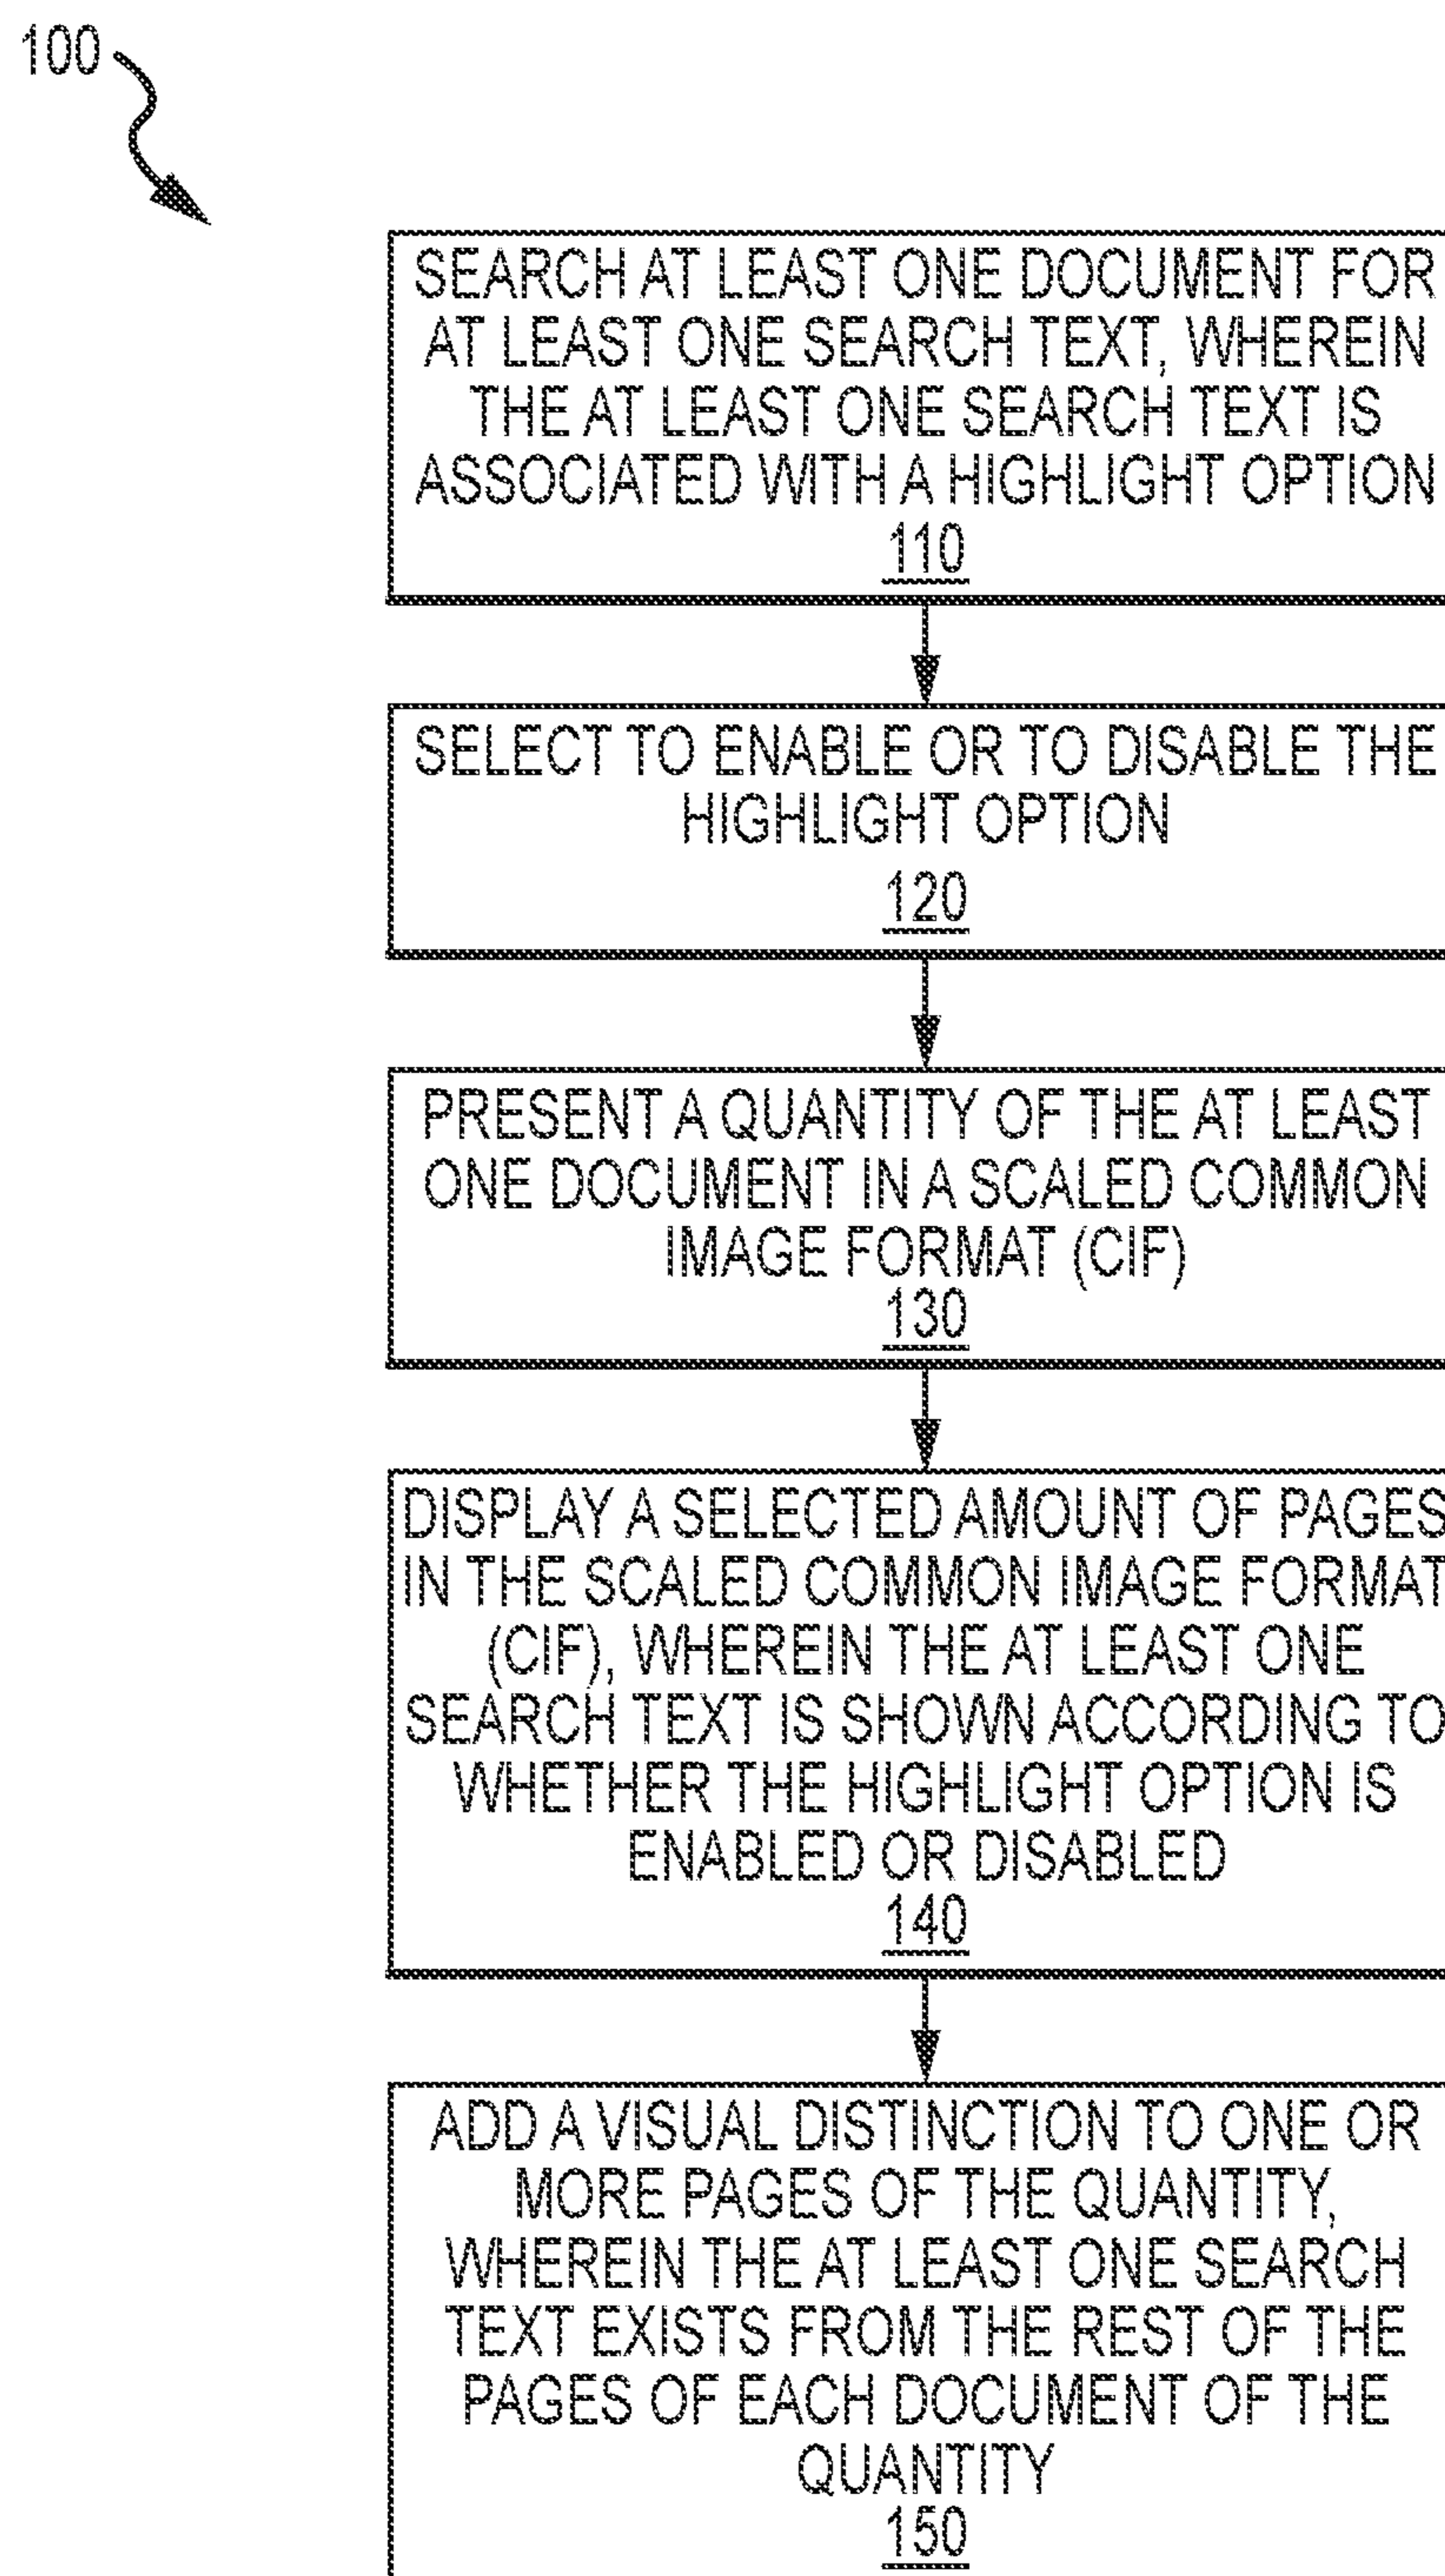 100
SEARCH AT LEAST ONE DOCUMENT FOR
AT LEAST ONE SEARCH TEXT, WHEREIN
THE AT LEAST ONE SEARCH TEXT IS
ASSOCIATED WITH A HIGHLIGHT OPTION
110
SELECT TO ENABLE OR TO DISABLE THE
HIGHLIGHT OPTION
120
PRESENT A QUANTITY OF THE AT LEAST
ONE DOCUMENT IN A SCALED COMMON
IMAGE FORMAT (CIF)
130
DISPLAY A SELECTED AMOUNT OF PAGES
IN THE SCALED COMMON IMAGE FORMAT
(CIF), WHEREIN THE AT LEAST ONE
SEARCH TEXT IS SHOWN ACCORDING TO
WHETHER THE HIGHLIGHT OPTION IS
ENABLED OR DISABLED
140
ADD A VISUAL DISTINCTION TO ONE OR
MORE PAGES OF THE QUANTITY,
WHEREIN THE AT LEAST ONE SEARCH
TEXT EXISTS FROM THE REST OF THE
PAGES OF EACH DOCUMENT OF THE
QUANTITY
150